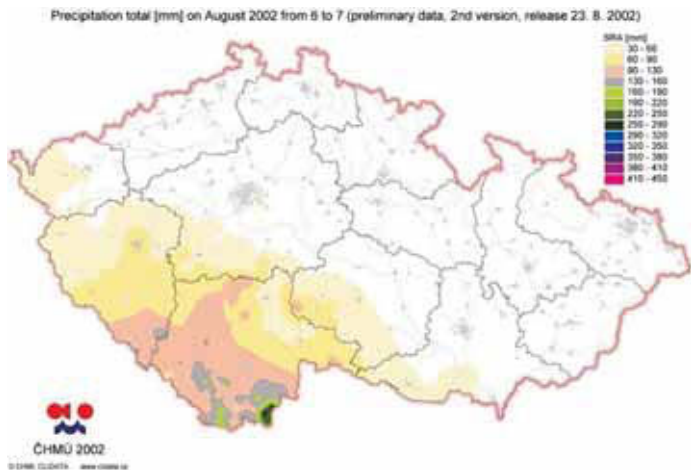 Precipitation total [mm] on August 2002 from 6 to 7 (preliminary data, 2nd version, release 23. 8. 2002)
SRA [mm]
30 - 60
60 - 90
90 - 130
130 - 160
160 - 190
190 - 220
220 - 250
250 - 290
290 - 320
320 - 350
350 - 380
380 - 410
410 - 450
ČHMÚ 2002